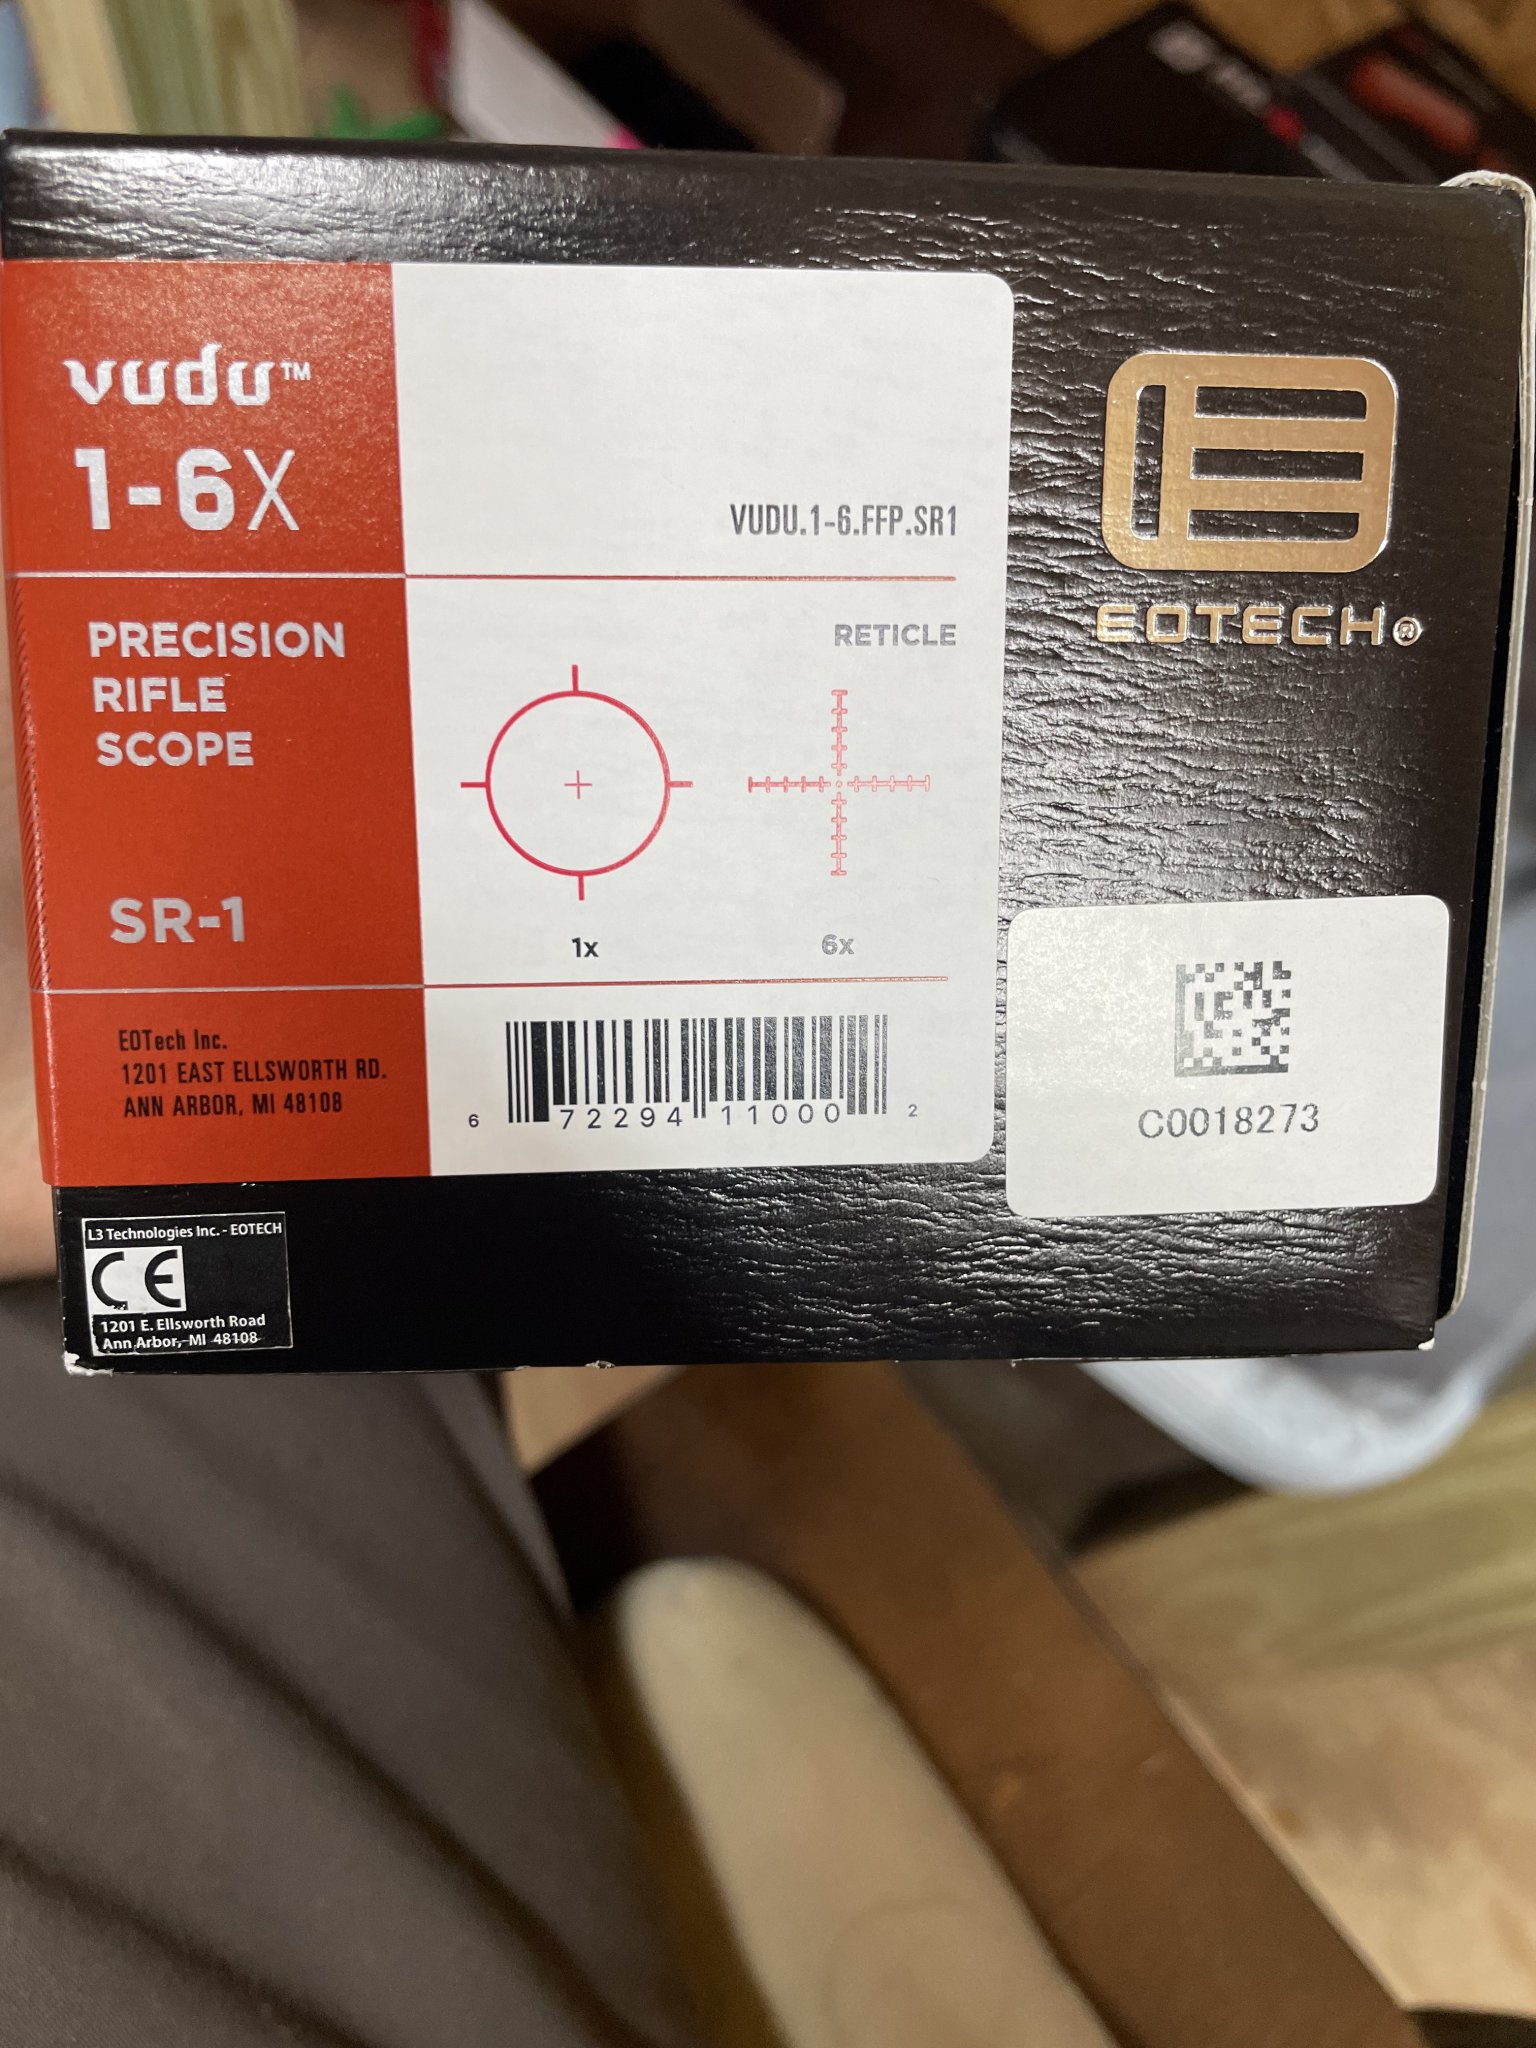 vudu™
1-6X
PRECISION
RIFLE
SCOPE
SR-1
EOTech Inc.
1201 EAST ELLSWORTH RD.
ANN ARBOR, MI 48108
VUDU.1-6.FFP.SR1
RETICLE
1x
6x
6 72294 11000 2
EOTECH®
C0018273
L3 Technologies Inc. - EOTECH
CE
1201 E. Ellsworth Road
Ann Arbor, MI 48108